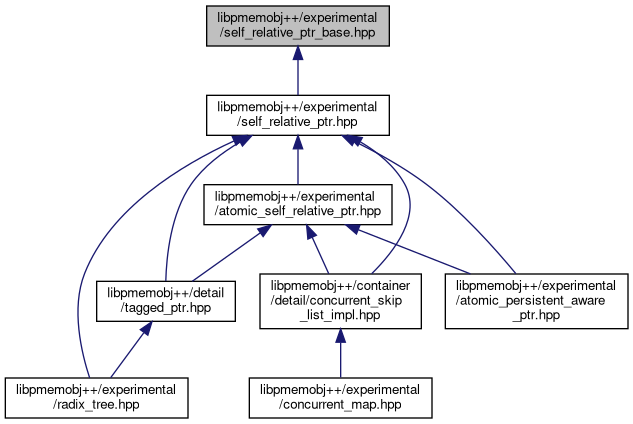 libpmemobj++/experimental
/self_relative_ptr_base.hpp
libpmemobj++/experimental
/self_relative_ptr.hpp
libpmemobj++/experimental
/atomic_self_relative_ptr.hpp
libpmemobj++/detail
/tagged_ptr.hpp
libpmemobj++/container
/detail/concurrent_skip
_list_impl.hpp
libpmemobj++/experimental
/atomic_persistent_aware
_ptr.hpp
libpmemobj++/experimental
/radix_tree.hpp
libpmemobj++/experimental
/concurrent_map.hpp